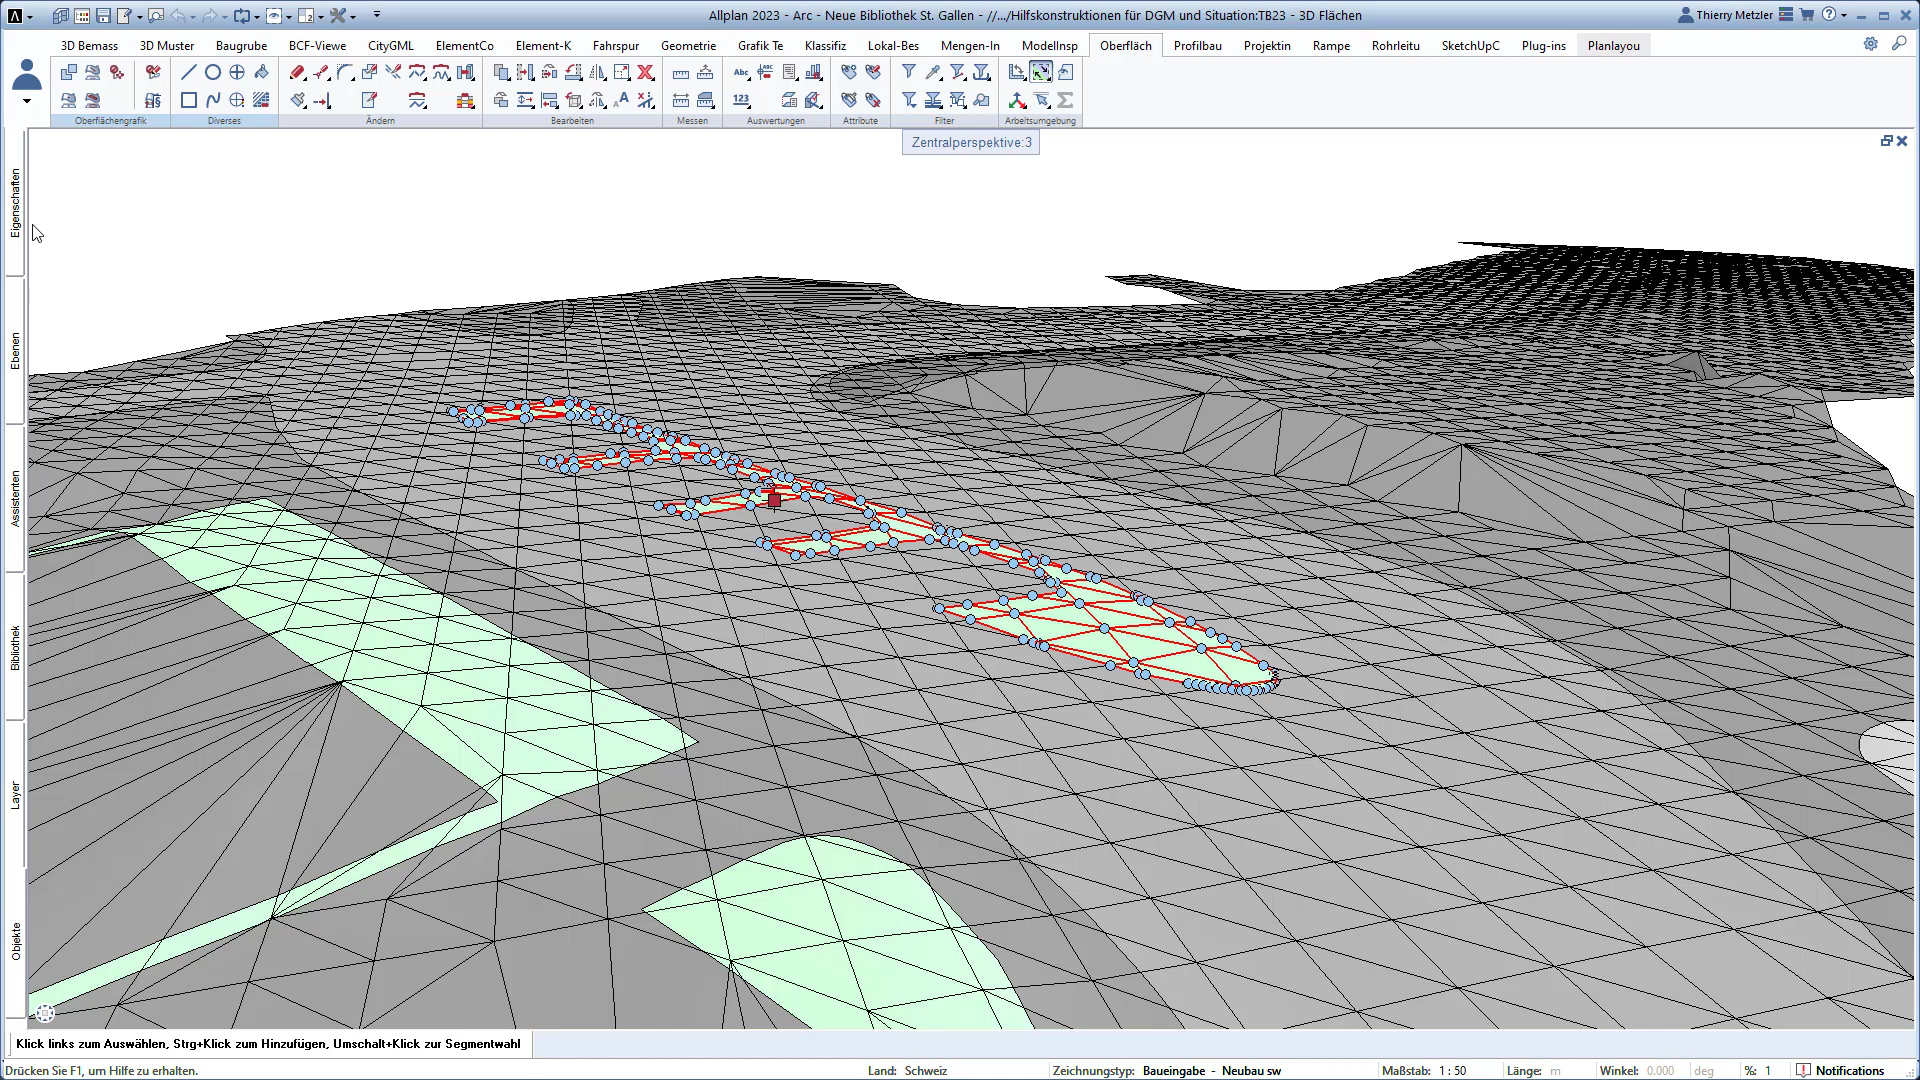 Allplan 2023 - Arc - Neue Bibliothek St. Gallen - //.../Hilfskonstruktionen für DGM und Situation:TB23 - 3D Flächen
Thierry Metzler
3D Bemass
3D Muster
Baugrube
BCF-Viewe
CityGML
ElementCo
Element-K
Fahrspur
Geometrie
Grafik Te
Klassifiz
Lokal-Bes
Mengen-In
ModelInsp
Oberfläch
Profilbau
Projektin
Rampe
Rohrleitu
SketchUpC
Plug-ins
Planlayou
Abc
123
Oberflächengrafik
Diverses
Ändern
Bearbeiten
Messen
Auswertungen
Attribute
Filter
Arbeitsumgebung
Zentralperspektive:3
Eigenschaften
Ebenen
Assistenten
Bibliothek
Layer
Objekte
Klick links zum Auswählen, Strg+Klick zum Hinzufügen, Umschalt+Klick zur Segmentwahl
Drücken Sie F1, um Hilfe zu erhalten.
Land: Schweiz
Zeichnungstyp: Baueingabe - Neubau sw
Maßstab: 1 : 50
Länge: m
Winkel: 0.000 deg
%: 1
Notifications